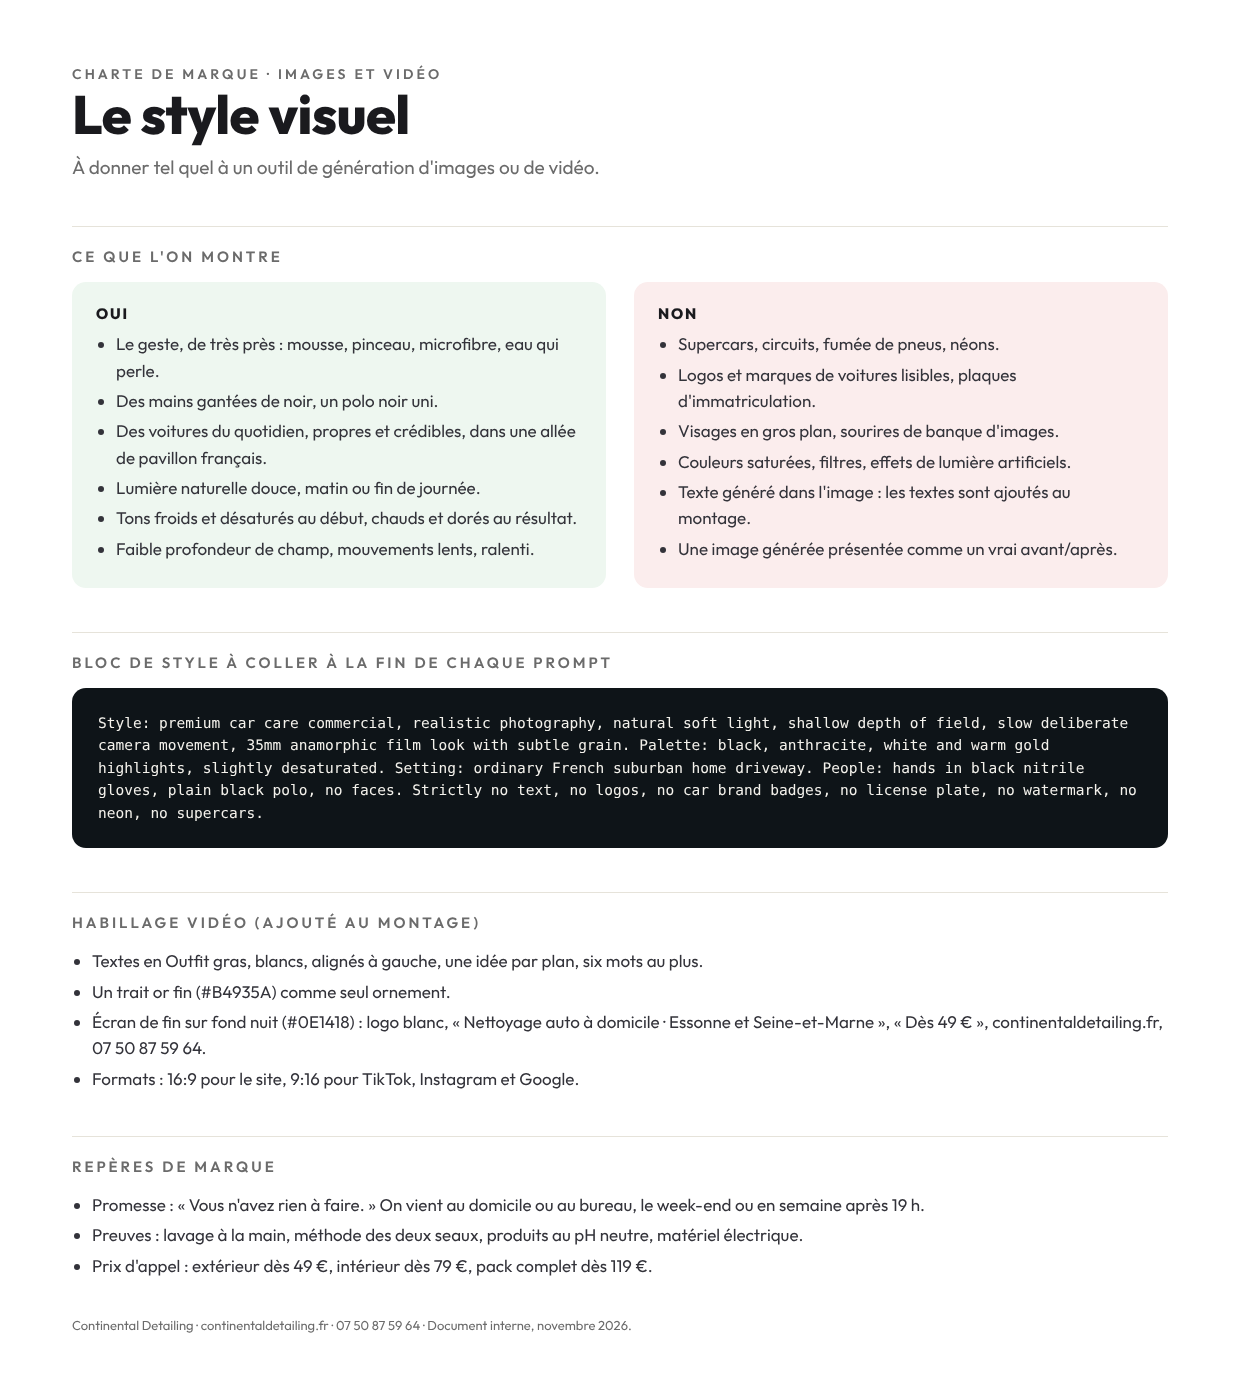 CHARTE DE MARQUE · IMAGES ET VIDÉO
Le style visuel
À donner tel quel à un outil de génération d'images ou de vidéo.
CE QUE L'ON MONTRE
OUI
Le geste, de très près : mousse, pinceau, microfibre, eau qui
perle.
Des mains gantées de noir, un polo noir uni.
Des voitures du quotidien, propres et crédibles, dans une allée
de pavillon français.
Lumière naturelle douce, matin ou fin de journée.
Tons froids et désaturés au début, chauds et dorés au résultat.
Faible profondeur de champ, mouvements lents, ralenti.
NON
Supercars, circuits, fumée de pneus, néons.
Logos et marques de voitures lisibles, plaques
d'immatriculation.
Visages en gros plan, sourires de banque d'images.
Couleurs saturées, filtres, effets de lumière artificiels.
Texte généré dans l'image : les textes sont ajoutés au
montage.
Une image générée présentée comme un vrai avant/après.
BLOC DE STYLE À COLLER À LA FIN DE CHAQUE PROMPT
Style: premium car care commercial, realistic photography, natural soft light, shallow depth of field, slow deliberate
camera movement, 35mm anamorphic film look with subtle grain. Palette: black, anthracite, white and warm gold
highlights, slightly desaturated. Setting: ordinary French suburban home driveway. People: hands in black nitrile
gloves, plain black polo, no faces. Strictly no text, no logos, no car brand badges, no license plate, no watermark, no
neon, no supercars.
HABILLAGE VIDÉO (AJOUTÉ AU MONTAGE)
Textes en Outfit gras, blancs, alignés à gauche, une idée par plan, six mots au plus.
Un trait or fin (#B4935A) comme seul ornement.
Écran de fin sur fond nuit (#0E1418) : logo blanc, « Nettoyage auto à domicile · Essonne et Seine-et-Marne », « Dès 49 € », continentaldetailing.fr,
07 50 87 59 64.
Formats : 16:9 pour le site, 9:16 pour TikTok, Instagram et Google.
REPÈRES DE MARQUE
Promesse : « Vous n'avez rien à faire. » On vient au domicile ou au bureau, le week-end ou en semaine après 19 h.
Preuves : lavage à la main, méthode des deux seaux, produits au pH neutre, matériel électrique.
Prix d'appel : extérieur dès 49 €, intérieur dès 79 €, pack complet dès 119 €.
Continental Detailing · continentaldetailing.fr · 07 50 87 59 64 · Document interne, novembre 2026.